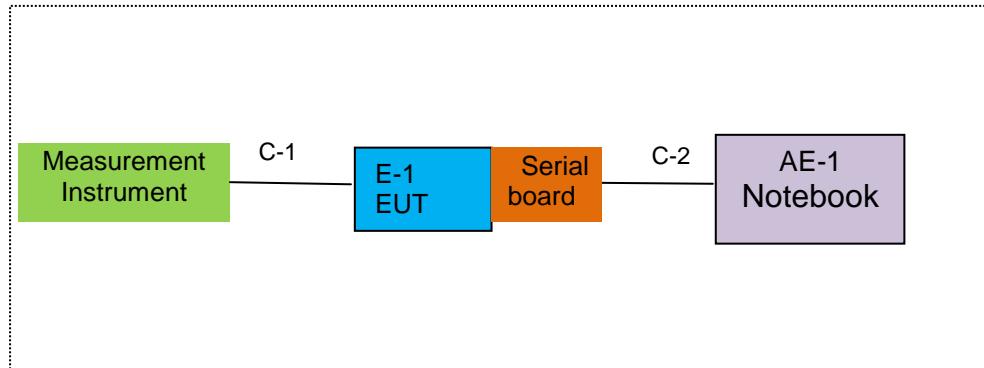 Measurement
Instrument
C-1
E-1
EUT
Serial
board
C-2
AE-1
Notebook